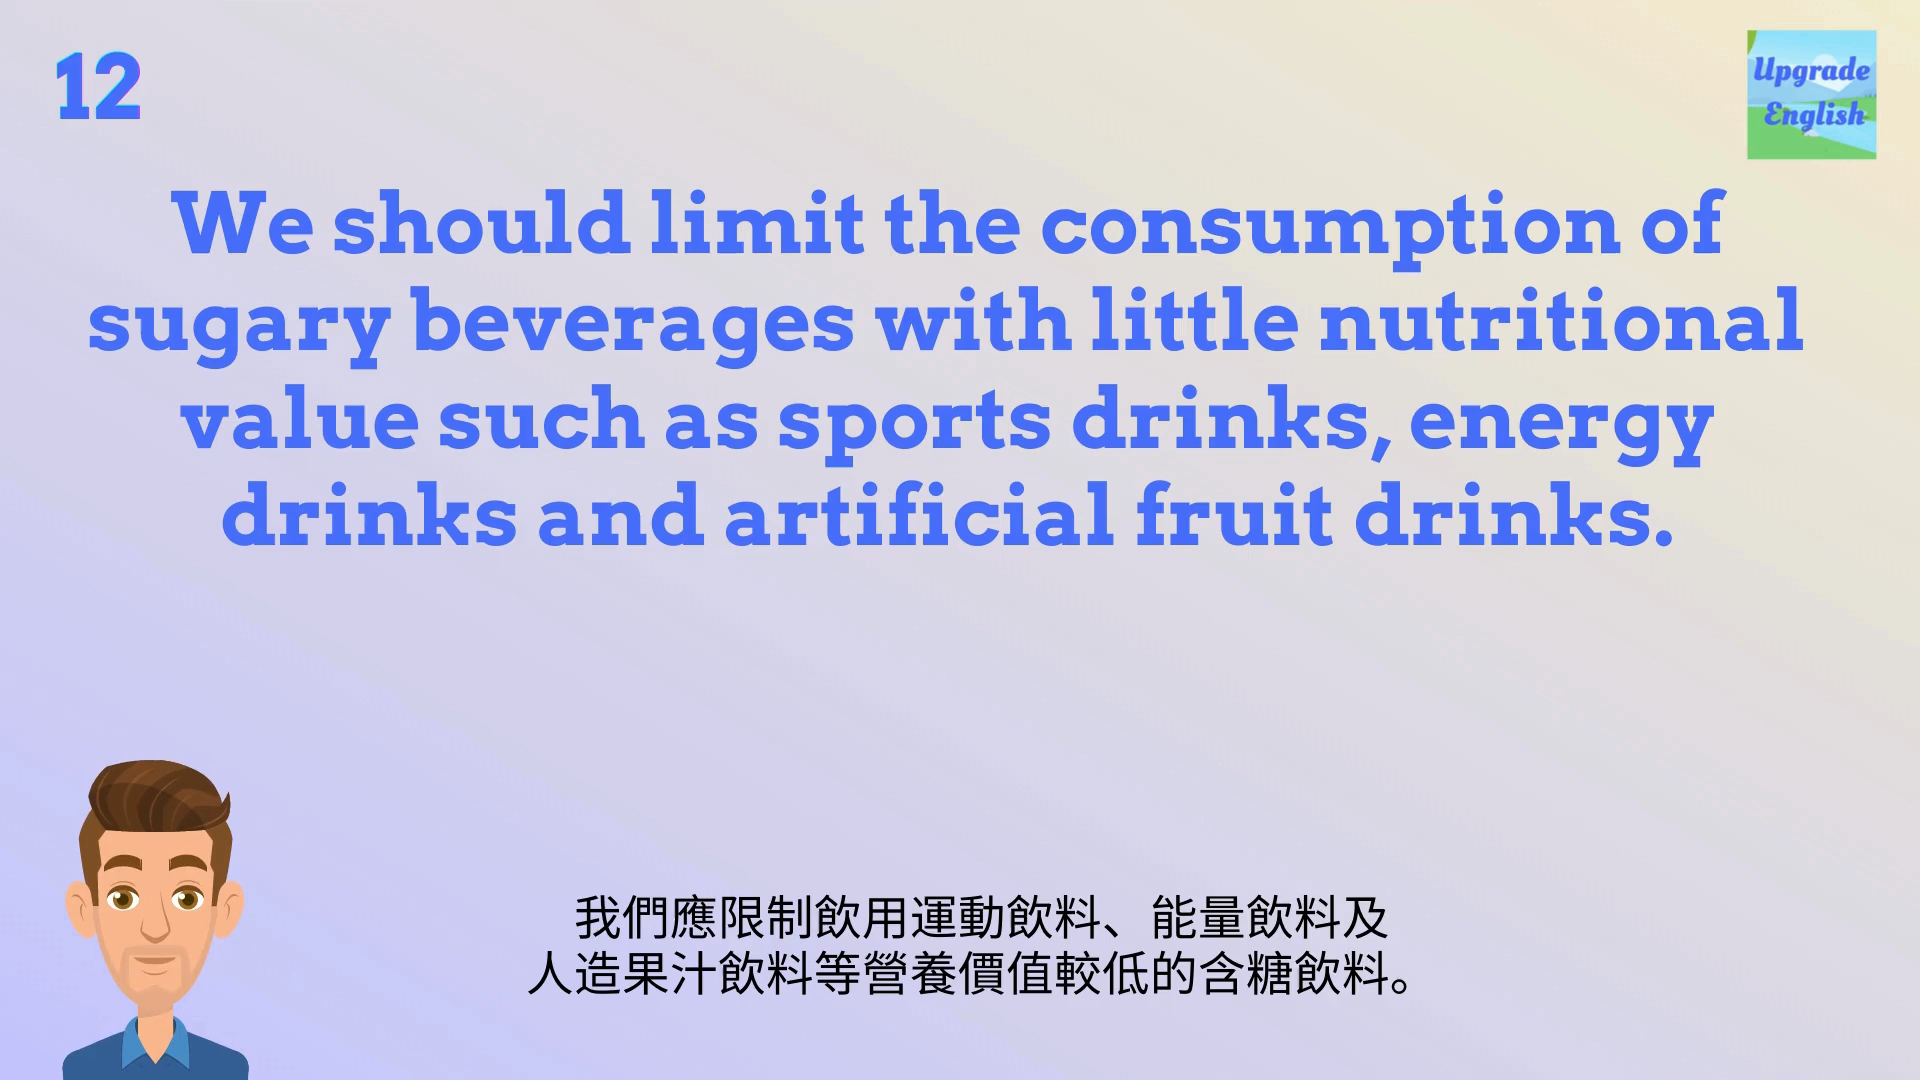 12
Upgrade
English
We should limit the consumption of
sugary beverages with little nutritional
value such as sports drinks, energy
drinks and artificial fruit drinks.
我們應限制飲用運動飲料、能量飲料及
人造果汁飲料等營養價值較低的含糖飲料。